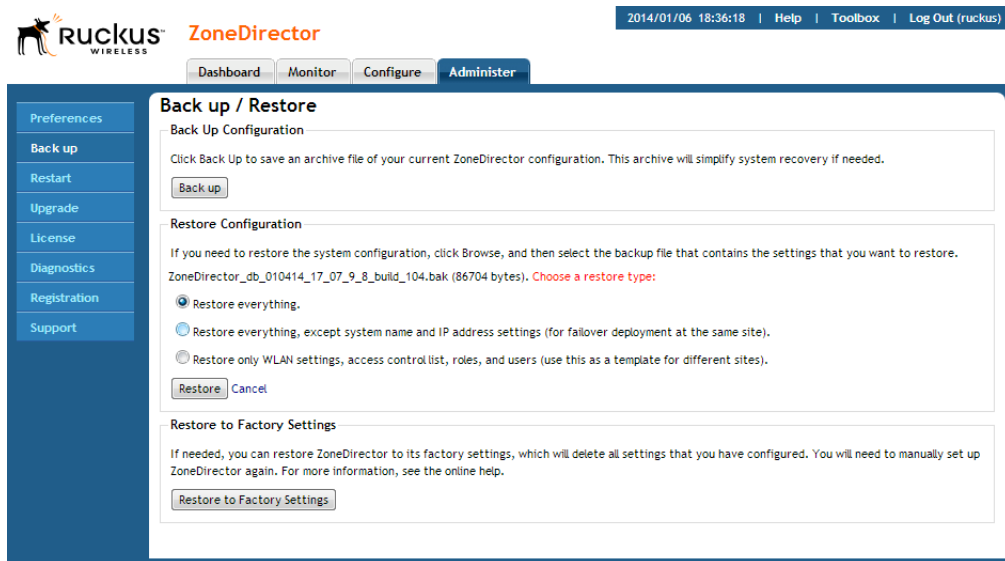 2014/01/06 18:36:18 | Help | Toolbox | Log Out (ruckus)
RUCKUS
WIRELESS
ZoneDirector
Dashboard Monitor Configure Administer
Preferences
Back up
Restart
Upgrade
License
Diagnostics
Registration
Support
Back up / Restore
Back Up Configuration
Click Back Up to save an archive file of your current ZoneDirector configuration. This archive will simplify system recovery if needed.
Back up
Restore Configuration
If you need to restore the system configuration, click Browse, and then select the backup file that contains the settings that you want to restore.
ZoneDirector_db_010414_17_07_9_8_build_104.bak (86704 bytes). Choose a restore type:
Restore everything.
Restore everything, except system name and IP address settings (for failover deployment at the same site).
Restore only WLAN settings, access control list, roles, and users (use this as a template for different sites).
Restore Cancel
Restore to Factory Settings
If needed, you can restore ZoneDirector to its factory settings, which will delete all settings that you have configured. You will need to manually set up
ZoneDirector again. For more information, see the online help.
Restore to Factory Settings